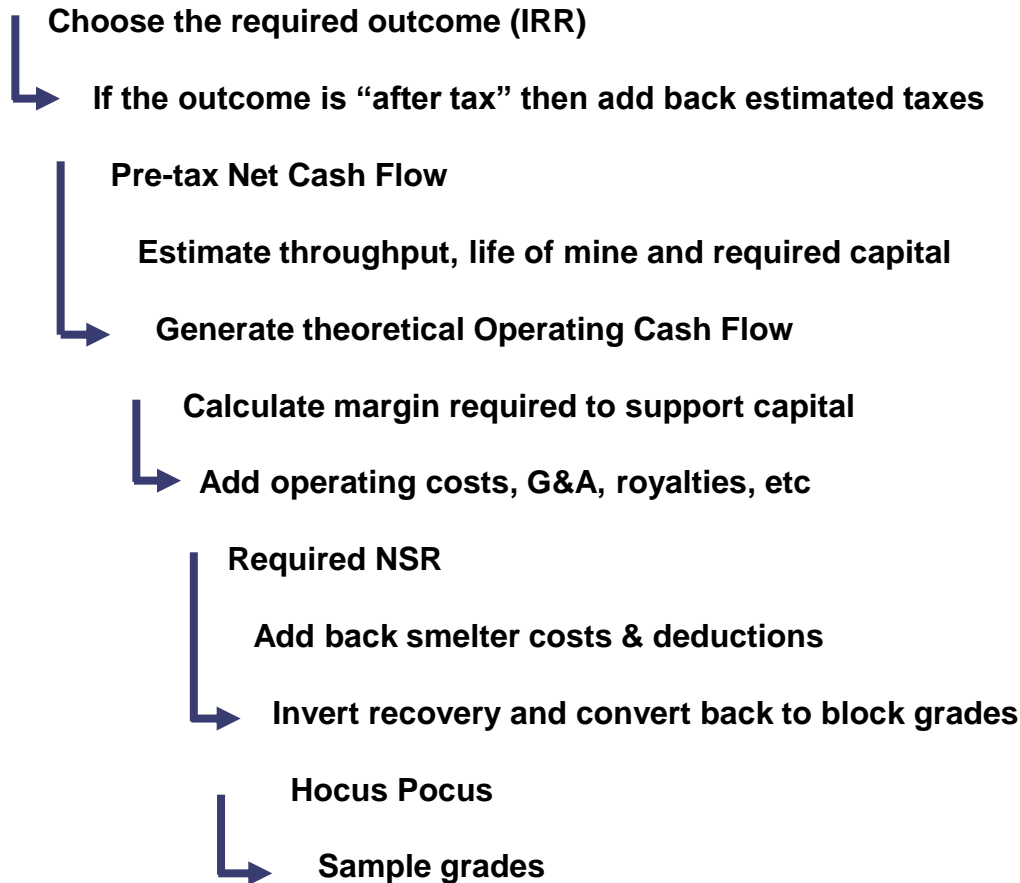 Choose the required outcome (IRR)
If the outcome is “after tax” then add back estimated taxes
Pre-tax Net Cash Flow
Estimate throughput, life of mine and required capital
Generate theoretical Operating Cash Flow
Calculate margin required to support capital
Add operating costs, G&A, royalties, etc
Required NSR
Add back smelter costs & deductions
Invert recovery and convert back to block grades
Hocus Pocus
Sample grades